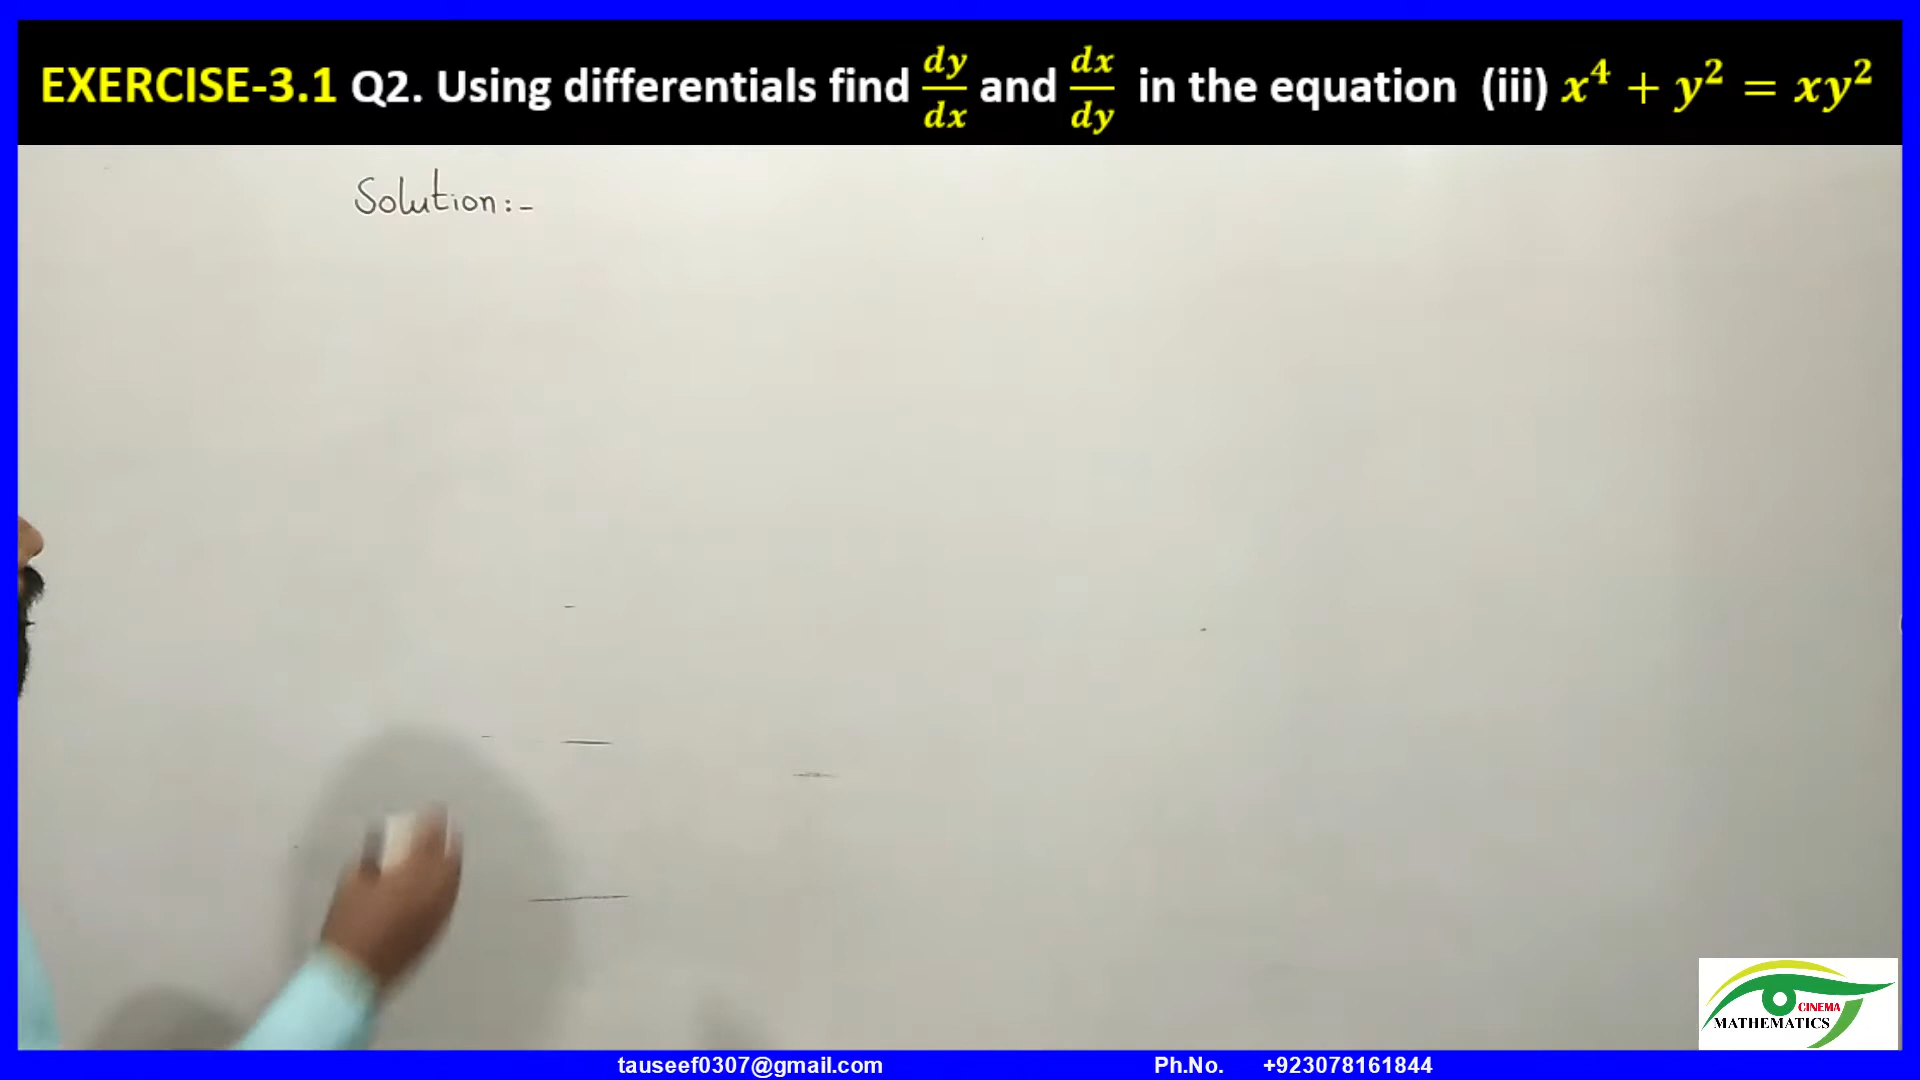 EXERCISE-3.1 Q2. Using differentials find dy/dx and dx/dy in the equation (iii) x⁴ + y² = xy²
Solution:-
CINEMA
MATHEMATICS
tauseef0307@gmail.com Ph.No. +923078161844